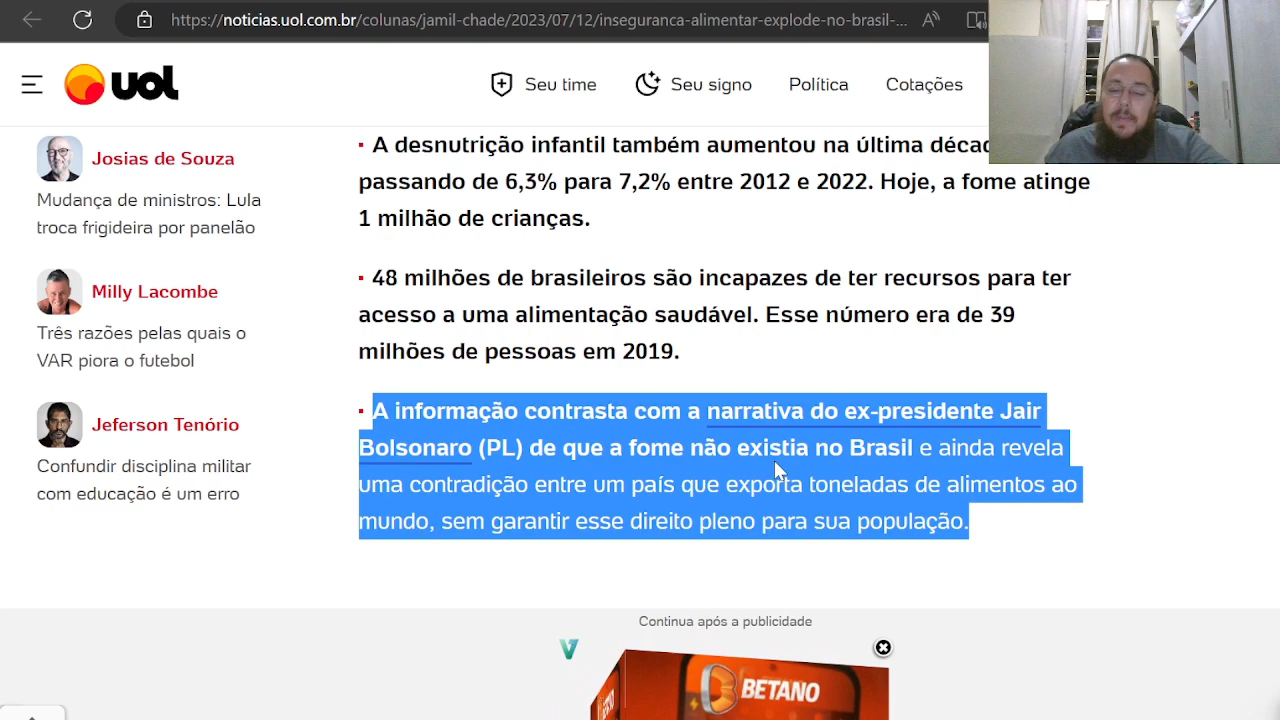 https://noticias.uol.com.br/colunas/jamil-chade/2023/07/12/inseguranca-alimentar-explode-no-brasil-...
uol
Seu time
Seu signo
Política
Cotações
Josias de Souza
Mudança de ministros: Lula
troca frigideira por panelão
Milly Lacombe
Três razões pelas quais o
VAR piora o futebol
Jeferson Tenório
Confundir disciplina militar
com educação é um erro
A desnutrição infantil também aumentou na última décad
passando de 6,3% para 7,2% entre 2012 e 2022. Hoje, a fome atinge
1 milhão de crianças.
48 milhões de brasileiros são incapazes de ter recursos para ter
acesso a uma alimentação saudável. Esse número era de 39
milhões de pessoas em 2019.
A informação contrasta com a narrativa do ex-presidente Jair
Bolsonaro (PL) de que a fome não existia no Brasil e ainda revela
uma contradição entre um país que exporta toneladas de alimentos ao
mundo, sem garantir esse direito pleno para sua população.
Continua após a publicidade
BETANO